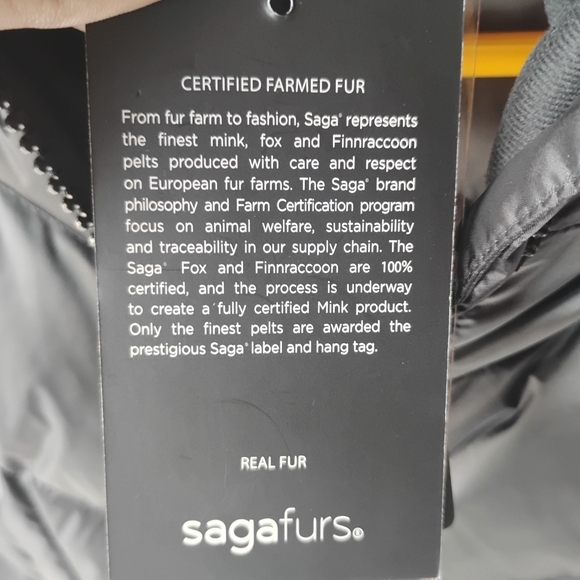 CERTIFIED FARMED FUR
From fur farm to fashion, Saga® represents
the finest mink, fox and Finnraccoon
pelts produced with care and respect
on European fur farms. The Saga® brand
philosophy and Farm Certification program
focus on animal welfare, sustainability
and traceability in our supply chain. The
Saga® Fox and Finnraccoon are 100%
certified, and the process is underway
to create a fully certified Mink product.
Only the finest pelts are awarded the
prestigious Saga® label and hang tag.
REAL FUR
sagafurs®